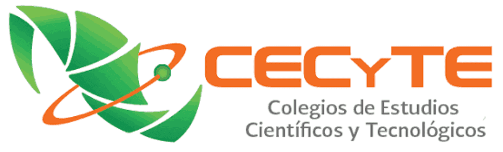 CECyTE
Colegios de Estudios
Científicos y Tecnológicos